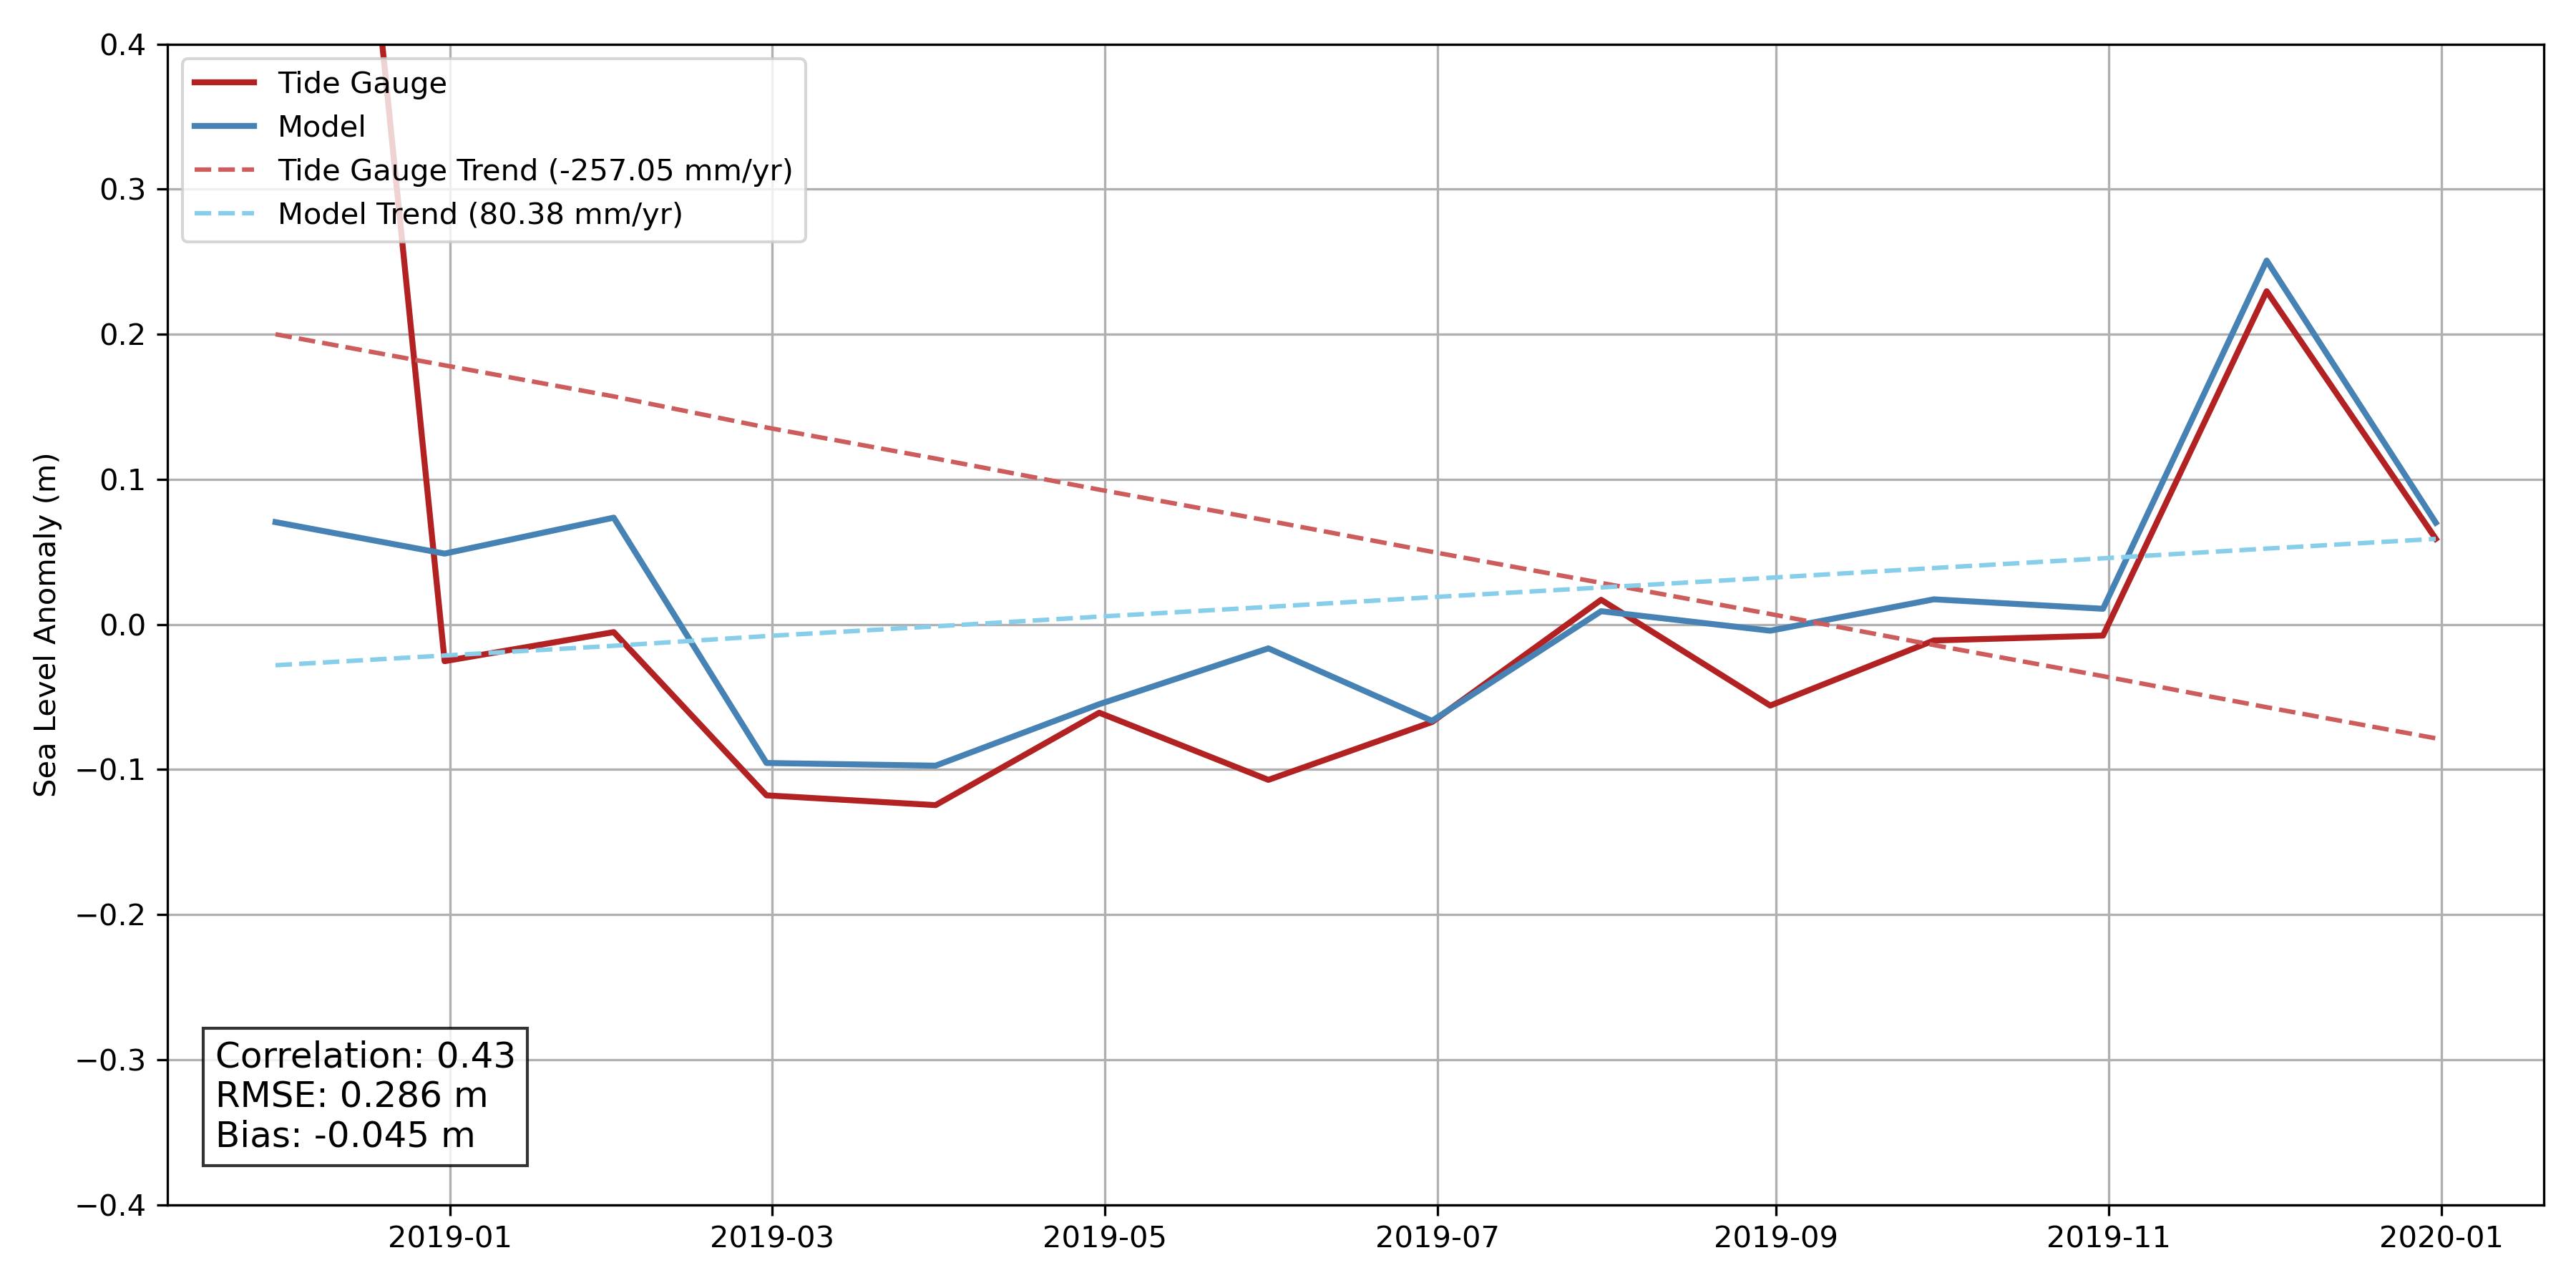 Tide Gauge
Model
Tide Gauge Trend (-257.05 mm/yr)
Model Trend (80.38 mm/yr)
Sea Level Anomaly (m)
0.4
0.3
0.2
0.1
0.0
−0.1
−0.2
−0.3
−0.4
Correlation: 0.43
RMSE: 0.286 m
Bias: -0.045 m
2019-01 2019-03 2019-05 2019-07 2019-09 2019-11 2020-01